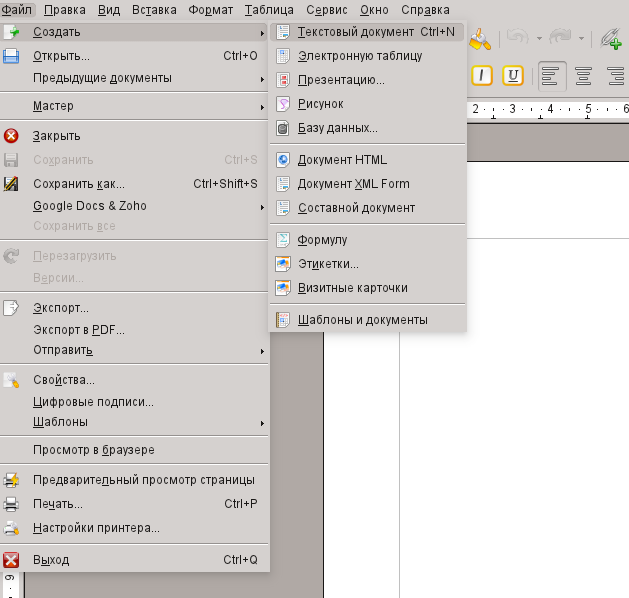 Файл Правка Вид Вставка Формат Таблица Сервис Окно Справка
Создать
Открыть... Ctrl+O
Предыдущие документы
Мастер
Закрыть
Сохранить Ctrl+S
Сохранить как... Ctrl+Shift+S
Google Docs & Zoho
Сохранить все
Перезагрузить
Версии...
Экспорт...
Экспорт в PDF...
Отправить
Свойства...
Цифровые подписи...
Шаблоны
Просмотр в браузере
Предварительный просмотр страницы
Печать... Ctrl+P
Настройки принтера...
Выход Ctrl+Q
Текстовый документ Ctrl+N
Электронную таблицу
Презентацию...
Рисунок
Базу данных...
Документ HTML
Документ XML Form
Составной документ
Формулу
Этикетки...
Визитные карточки
Шаблоны и документы
I U
2 3 4 5 6
9